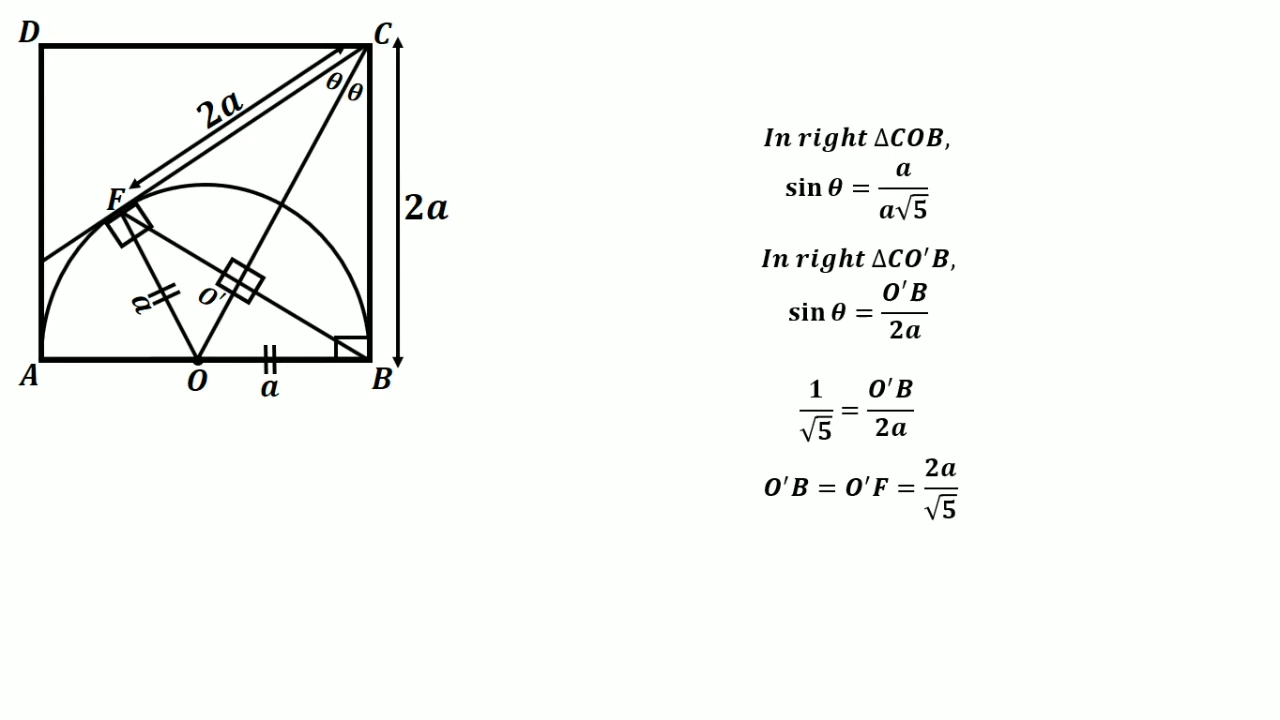 D
C
θ
θ
2a
F
2a
a
O′
A
O
a
B
In right ΔCOB,
sin θ = a / a√5
In right ΔCO′B,
sin θ = O′B / 2a
1 / √5 = O′B / 2a
O′B = O′F = 2a / √5